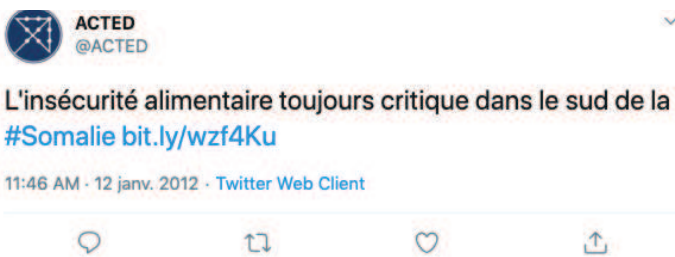 ACTED
@ACTED
L'insécurité alimentaire toujours critique dans le sud de la
#Somalie bit.ly/wzf4Ku
11:46 AM · 12 janv. 2012 · Twitter Web Client